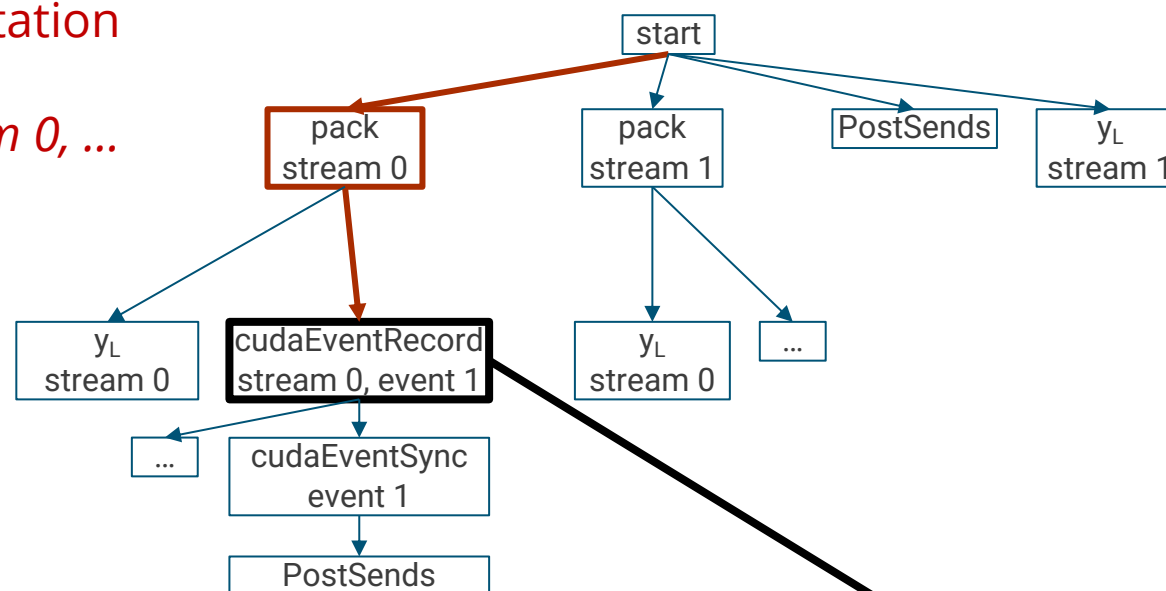 tation
m 0, ...
start
pack
stream 0
pack
stream 1
PostSends
yL
stream 1
yL
stream 0
cudaEventRecord
stream 0, event 1
yL
stream 0
...
...
cudaEventSync
event 1
PostSends